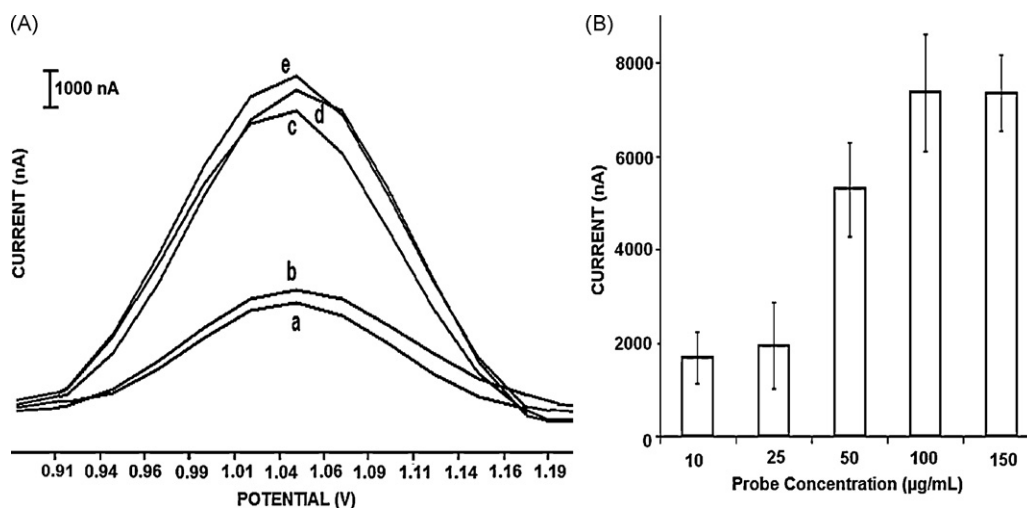 (A)
1000 nA
e
d
c
b
a
CURRENT (nA)
0.91 0.94 0.96 0.99 1.01 1.04 1.06 1.09 1.11 1.14 1.16 1.19
POTENTIAL (V)
(B)
8000
6000
4000
2000
0
CURRENT (nA)
10 25 50 100 150
Probe Concentration (µg/mL)